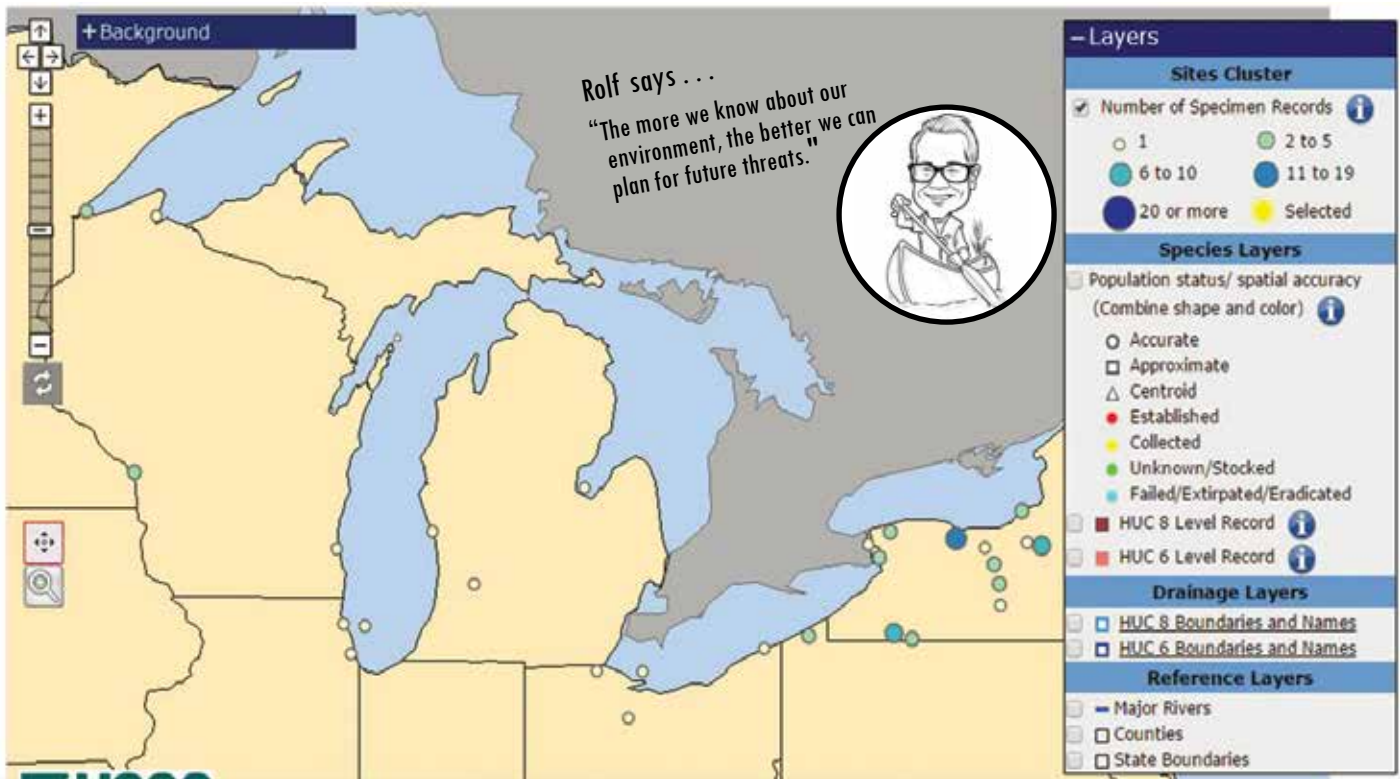 +Background
Rolf says . . .
“The more we know about our
environment, the better we can
plan for future threats."
–Layers
Sites Cluster
Number of Specimen Records
1
2 to 5
6 to 10
11 to 19
20 or more
Selected
Species Layers
Population status/ spatial accuracy
(Combine shape and color)
Accurate
Approximate
Centroid
Established
Collected
Unknown/Stocked
Failed/Extirpated/Eradicated
HUC 8 Level Record
HUC 6 Level Record
Drainage Layers
HUC 8 Boundaries and Names
HUC 6 Boundaries and Names
Reference Layers
Major Rivers
Counties
State Boundaries